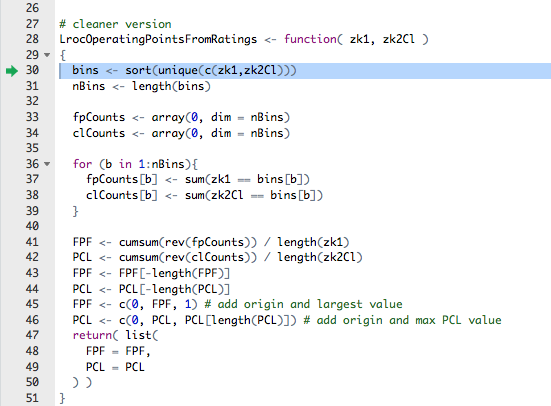 26
27 # cleaner version
28 LrocOperatingPointsFromRatings <- function( zk1, zk2Cl )
29 {
30 bins <- sort(unique(c(zk1,zk2Cl)))
31 nBins <- length(bins)
32
33 fpCounts <- array(0, dim = nBins)
34 clCounts <- array(0, dim = nBins)
35
36 for (b in 1:nBins){
37 fpCounts[b] <- sum(zk1 == bins[b])
38 clCounts[b] <- sum(zk2Cl == bins[b])
39 }
40
41 FPF <- cumsum(rev(fpCounts)) / length(zk1)
42 PCL <- cumsum(rev(clCounts)) / length(zk2Cl)
43 FPF <- FPF[-length(FPF)]
44 PCL <- PCL[-length(PCL)]
45 FPF <- c(0, FPF, 1) # add origin and largest value
46 PCL <- c(0, PCL, PCL[length(PCL)]) # add origin and max PCL value
47 return( list(
48 FPF = FPF,
49 PCL = PCL
50 ) )
51 }